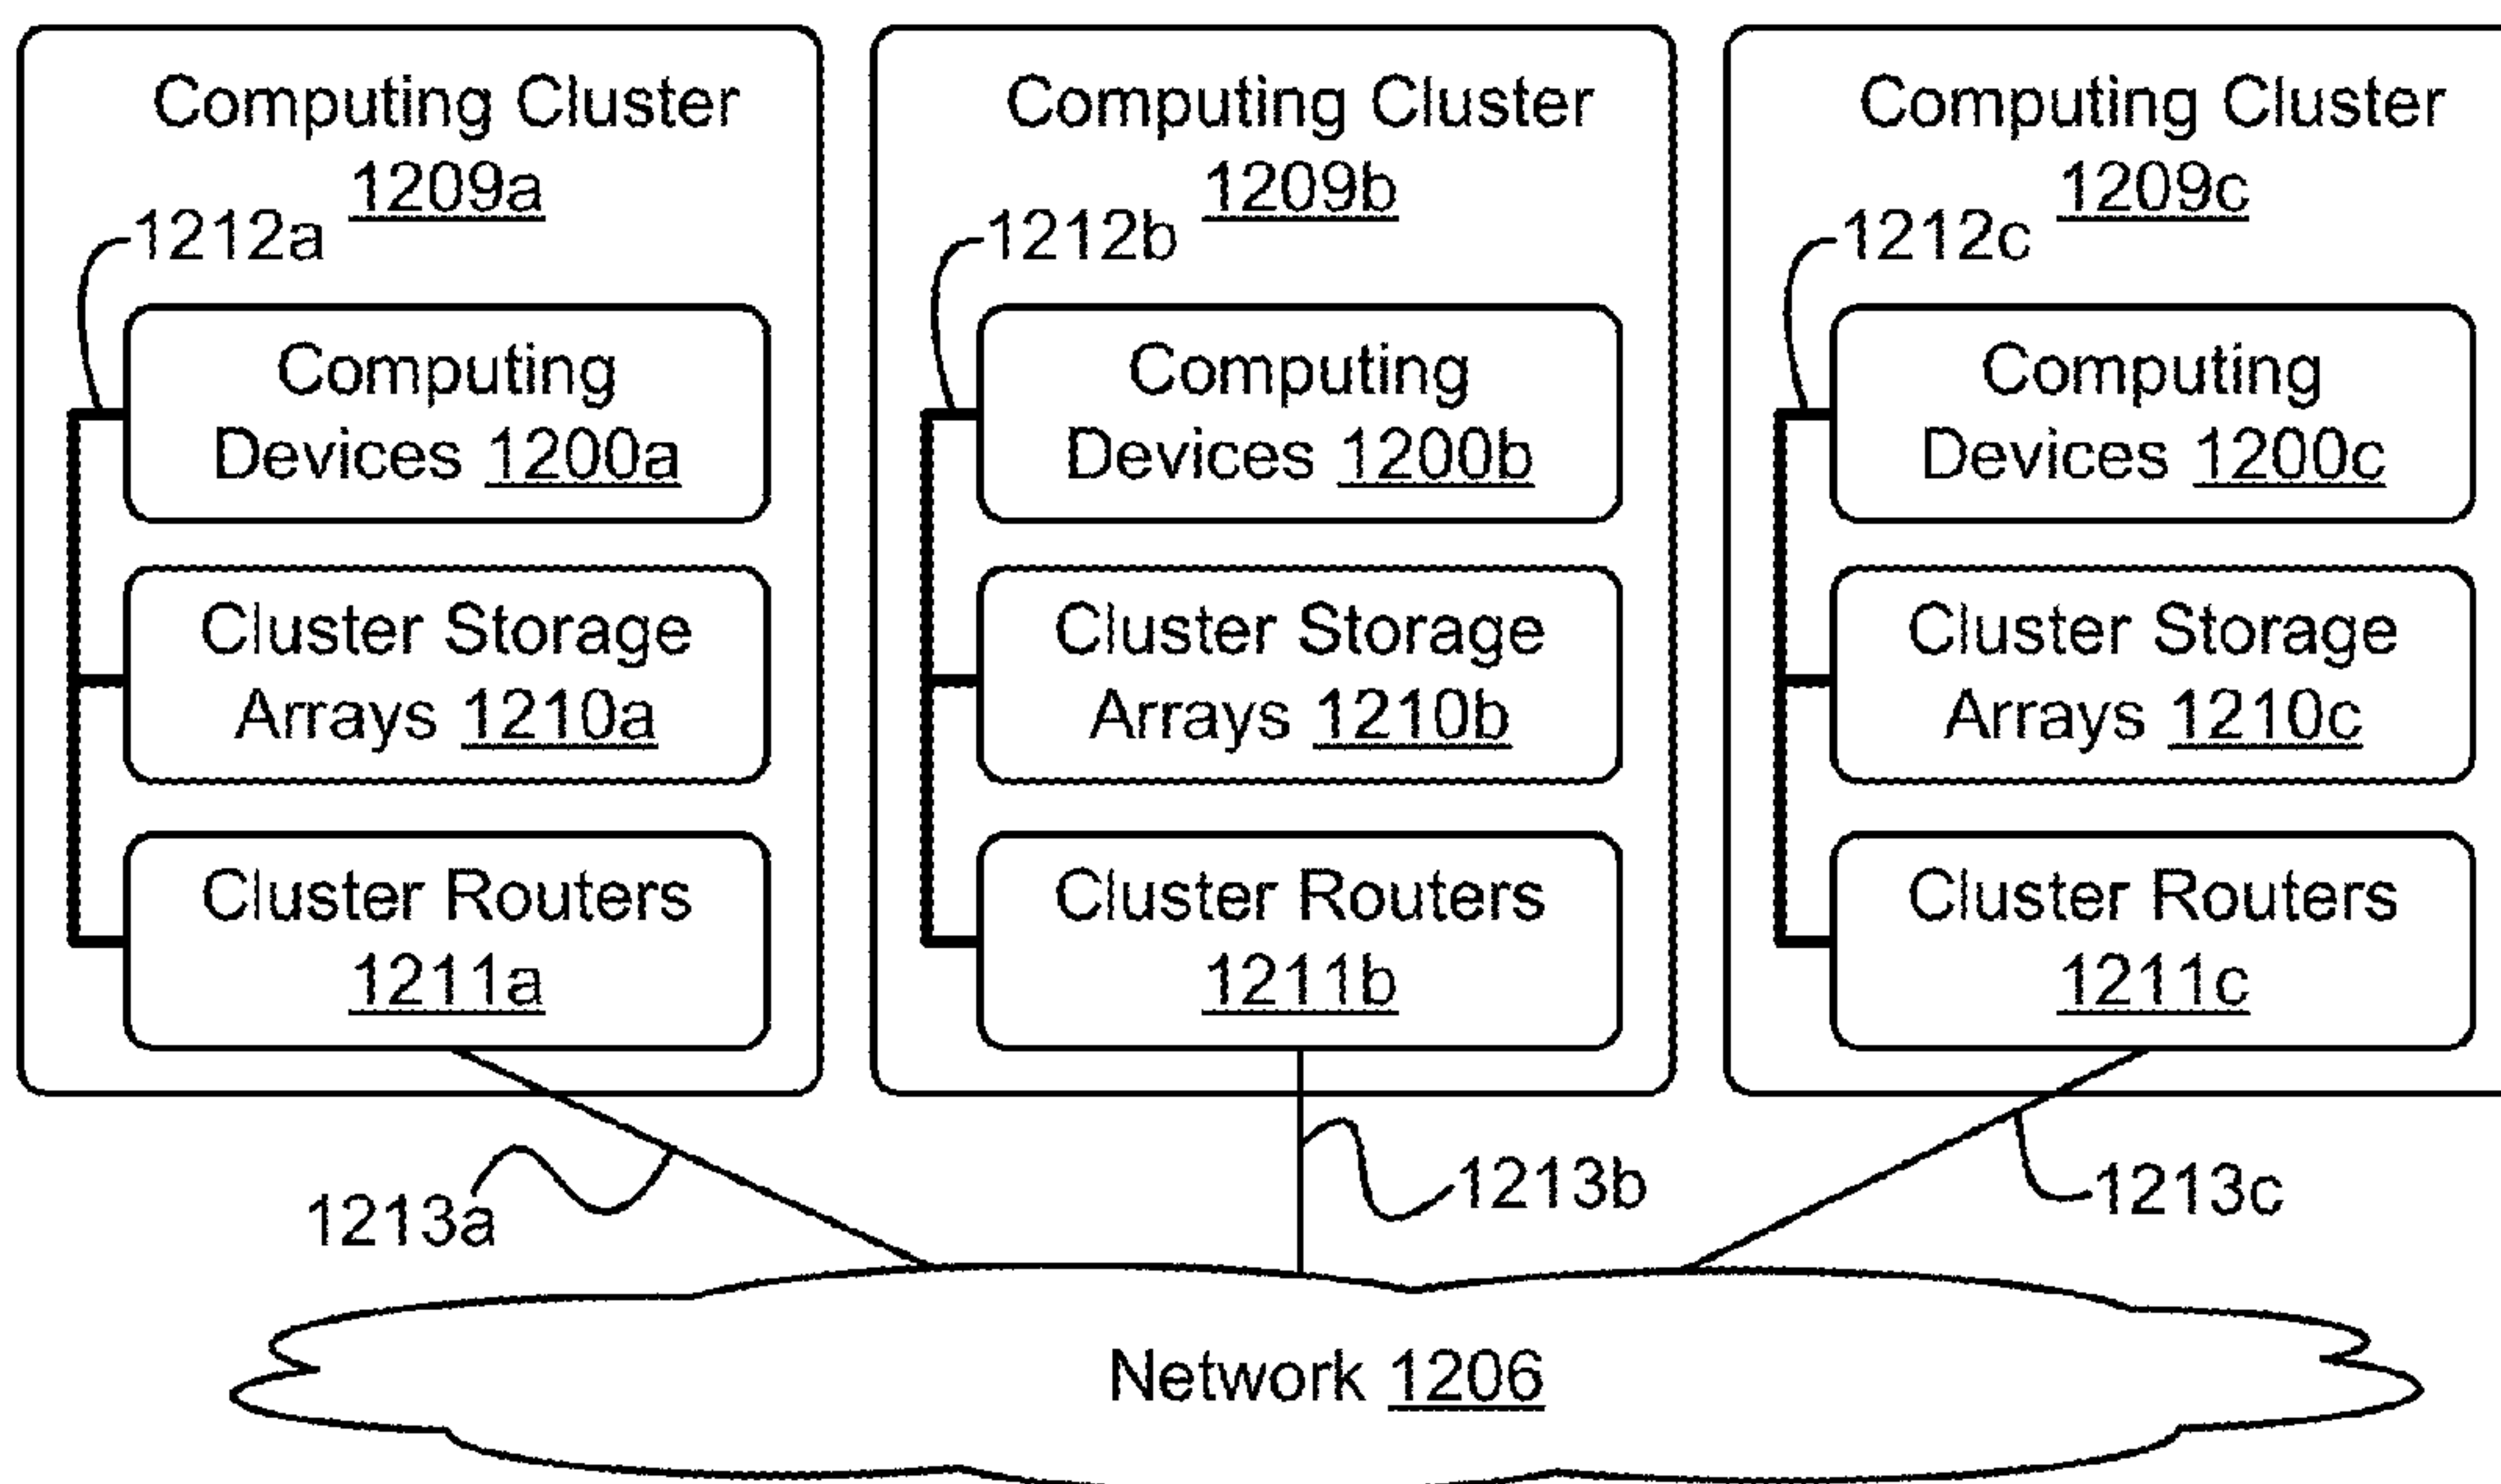 Computing Cluster
1209a
1212a
Computing
Devices 1200a
Cluster Storage
Arrays 1210a
Cluster Routers
1211a
Computing Cluster
1209b
1212b
Computing
Devices 1200b
Cluster Storage
Arrays 1210b
Cluster Routers
1211b
Computing Cluster
1209c
1212c
Computing
Devices 1200c
Cluster Storage
Arrays 1210c
Cluster Routers
1211c
1213a
1213b
1213c
Network 1206